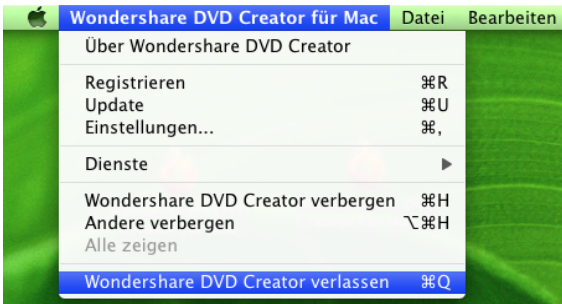 Wondershare DVD Creator für Mac Datei Bearbeiten
Über Wondershare DVD Creator
Registrieren ⌘R
Update ⌘U
Einstellungen... ⌘,
Dienste ▶
Wondershare DVD Creator verbergen ⌘H
Andere verbergen ⌥⌘H
Alle zeigen
Wondershare DVD Creator verlassen ⌘Q